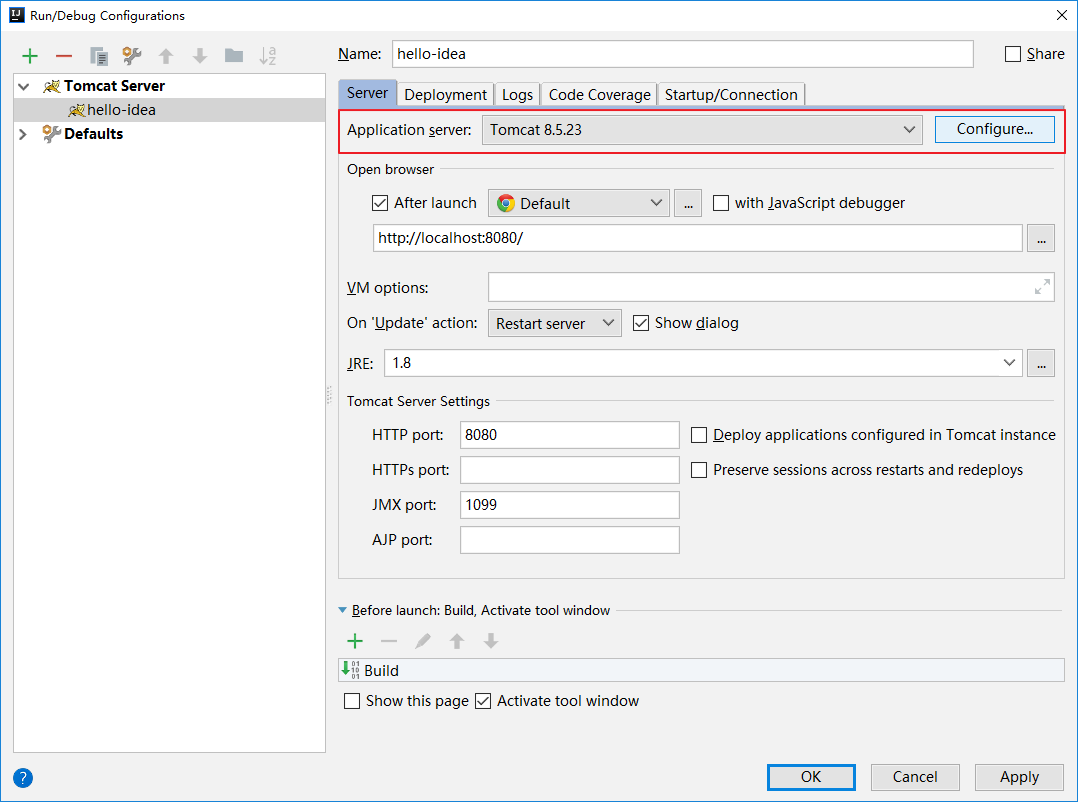 Run/Debug Configurations
Name: hello-idea Share
Tomcat Server
hello-idea
Defaults
Server Deployment Logs Code Coverage Startup/Connection
Application server: Tomcat 8.5.23 Configure...
Open browser
After launch Default ... with JavaScript debugger
http://localhost:8080/ ...
VM options:
On 'Update' action: Restart server Show dialog
JRE: 1.8 ...
Tomcat Server Settings
HTTP port: 8080 Deploy applications configured in Tomcat instance
HTTPs port: Preserve sessions across restarts and redeploys
JMX port: 1099
AJP port:
Before launch: Build, Activate tool window
Build
Show this page Activate tool window
? OK Cancel Apply